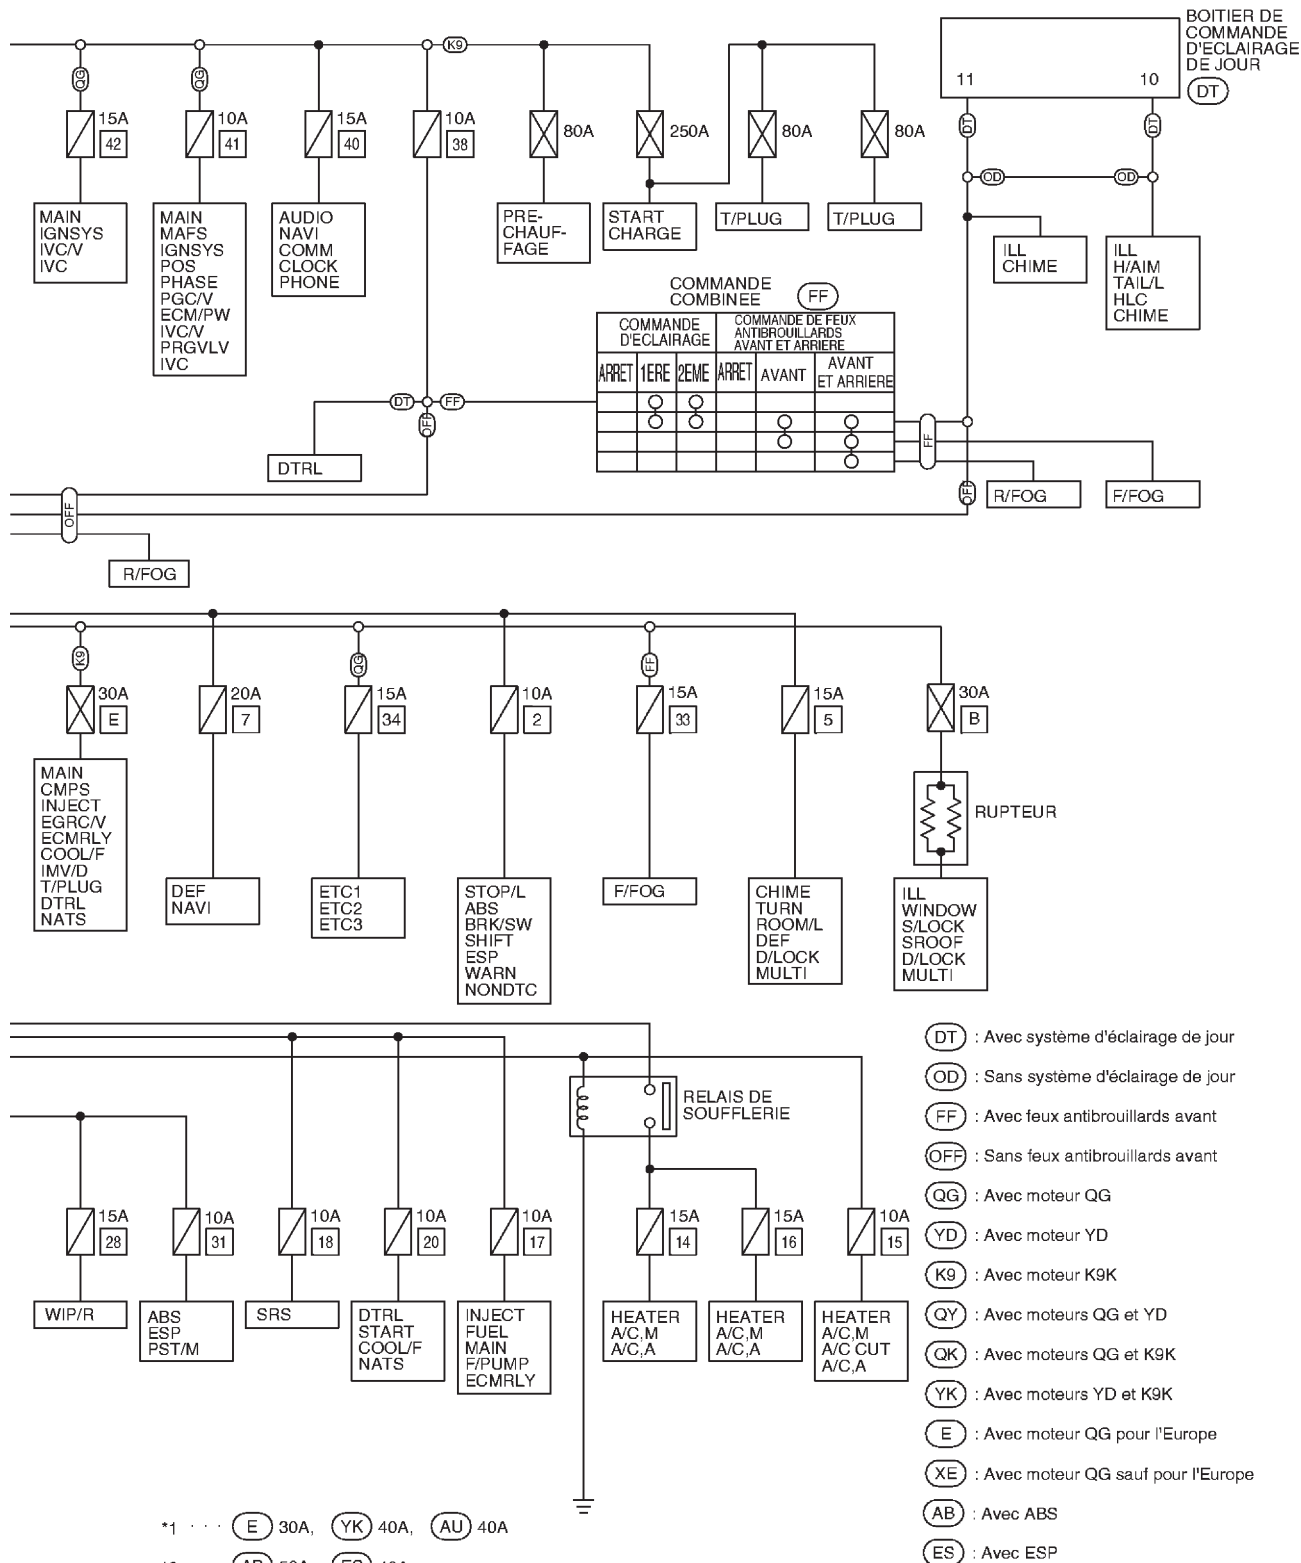 BOITIER DE
COMMANDE
D'ECLAIRAGE
DE JOUR
DT
11
10
K9
QG
QG
DT
DT
15A
42
10A
41
15A
40
10A
38
80A
250A
80A
80A
OD
OD
MAIN
IGNSYS
IVC/V
IVC
MAIN
MAFS
IGNSYS
POS
PHASE
PGC/V
ECM/PW
IVC/V
PRGVLV
IVC
AUDIO
NAVI
COMM
CLOCK
PHONE
PRE-
CHAUF-
FAGE
START
CHARGE
T/PLUG
T/PLUG
ILL
CHIME
ILL
H/AIM
TAIL/L
HLC
CHIME
COMMANDE
COMBINEE
FF
COMMANDE
D'ECLAIRAGE
COMMANDE DE FEUX
ANTIBROUILLARDS
AVANT ET ARRIERE
ARRET
1ERE
2EME
ARRET
AVANT
AVANT
ET ARRIERE
DT
FF
OFF
FF
DTRL
OFF
OFF
R/FOG
F/FOG
R/FOG
K9
QG
FF
30A
E
20A
7
15A
34
10A
2
15A
33
15A
5
30A
B
RUPTEUR
MAIN
CMPS
INJECT
EGRC/V
ECMRLY
COOL/F
IMV/D
T/PLUG
DTRL
NATS
DEF
NAVI
ETC1
ETC2
ETC3
STOP/L
ABS
BRK/SW
SHIFT
ESP
WARN
NONDTC
F/FOG
CHIME
TURN
ROOM/L
DEF
D/LOCK
MULTI
ILL
WINDOW
S/LOCK
SROOF
D/LOCK
MULTI
RELAIS DE
SOUFFLERIE
15A
28
10A
31
10A
18
10A
20
10A
17
15A
14
15A
16
10A
15
WIP/R
ABS
ESP
PST/M
SRS
DTRL
START
COOL/F
NATS
INJECT
FUEL
MAIN
F/PUMP
ECMRLY
HEATER
A/C,M
A/C,A
HEATER
A/C,M
A/C,A
HEATER
A/C,M
A/C CUT
A/C,A
DT : Avec système d'éclairage de jour
OD : Sans système d'éclairage de jour
FF : Avec feux antibrouillards avant
OFF : Sans feux antibrouillards avant
QG : Avec moteur QG
YD : Avec moteur YD
K9 : Avec moteur K9K
QY : Avec moteurs QG et YD
QK : Avec moteurs QG et K9K
YK : Avec moteurs YD et K9K
E : Avec moteur QG pour l'Europe
XE : Avec moteur QG sauf pour l'Europe
AB : Avec ABS
ES : Avec ESP
*1 · · · E 30A, YK 40A, AU 40A